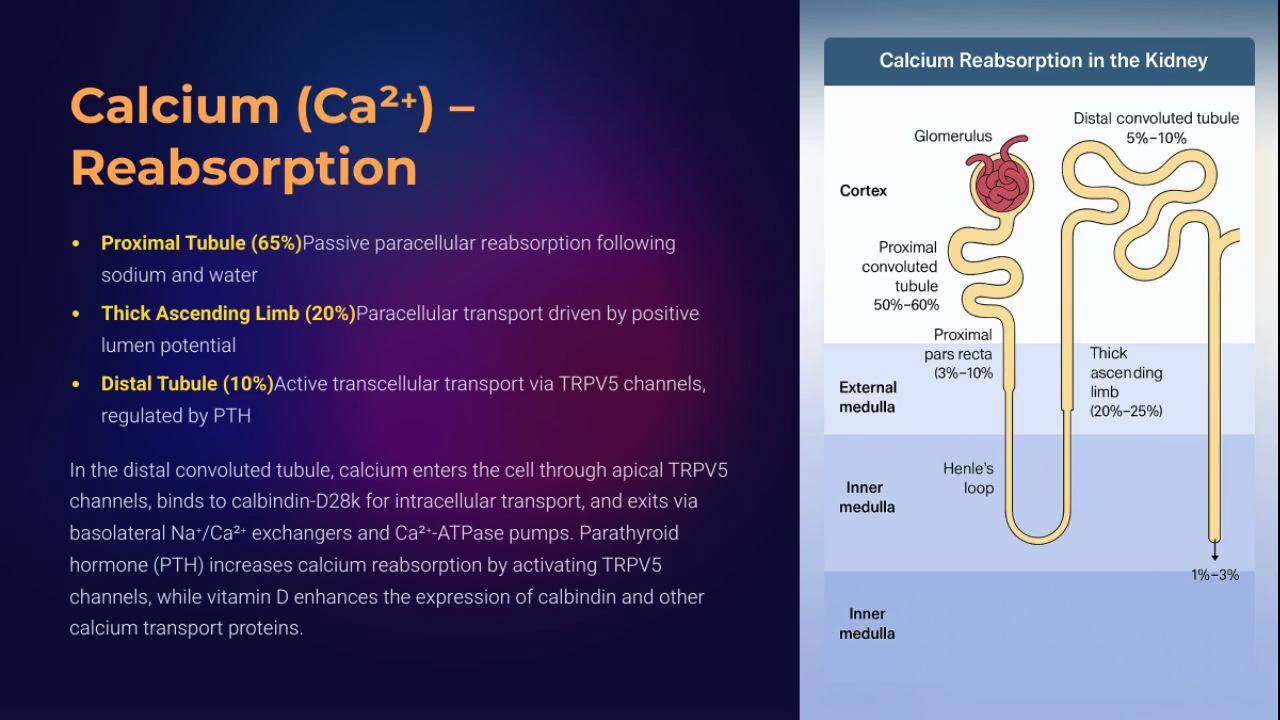 Calcium (Ca²⁺) –
Reabsorption
• Proximal Tubule (65%)Passive paracellular reabsorption following
sodium and water
• Thick Ascending Limb (20%)Paracellular transport driven by positive
lumen potential
• Distal Tubule (10%)Active transcellular transport via TRPV5 channels,
regulated by PTH
In the distal convoluted tubule, calcium enters the cell through apical TRPV5
channels, binds to calbindin-D28k for intracellular transport, and exits via
basolateral Na⁺/Ca²⁺ exchangers and Ca²⁺-ATPase pumps. Parathyroid
hormone (PTH) increases calcium reabsorption by activating TRPV5
channels, while vitamin D enhances the expression of calbindin and other
calcium transport proteins.
Calcium Reabsorption in the Kidney
Distal convoluted tubule
5%–10%
Glomerulus
Cortex
Proximal
convoluted
tubule
50%–60%
Proximal
pars recta
(3%–10%
Thick
ascending
limb
(20%–25%)
External
medulla
Henle's
loop
Inner
medulla
1%–3%
Inner
medulla